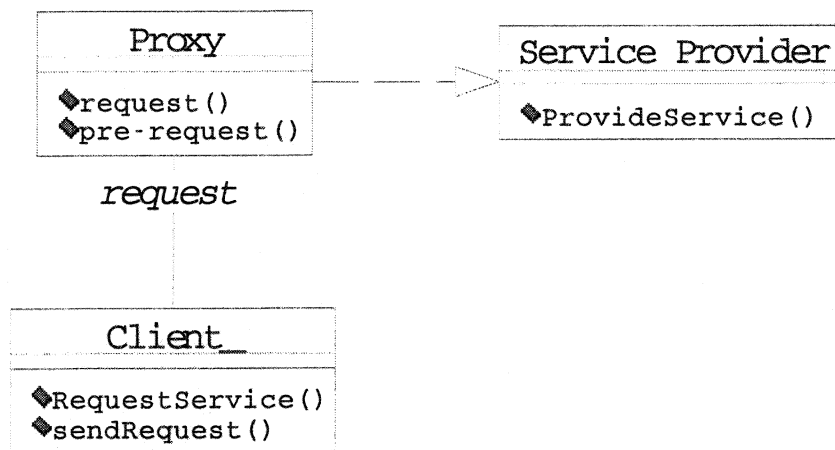 Proxy
request()
pre-request()
Service Provider
ProvideService()
request
Client_
RequestService()
sendRequest()